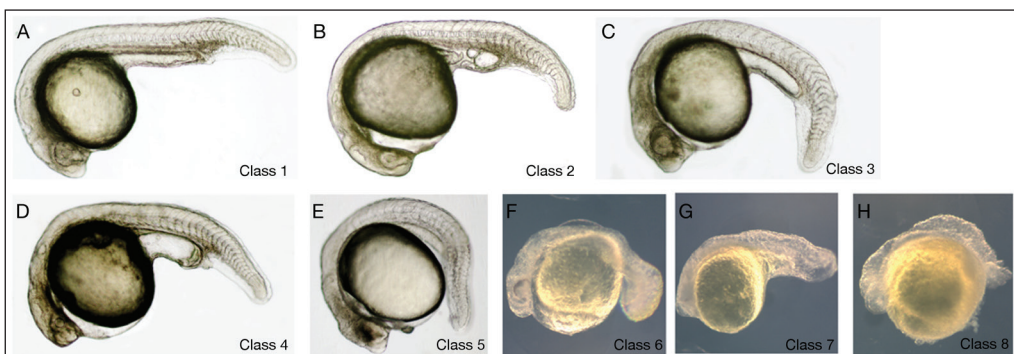 A
Class 1
B
Class 2
C
Class 3
D
Class 4
E
Class 5
F
Class 6
G
Class 7
H
Class 8